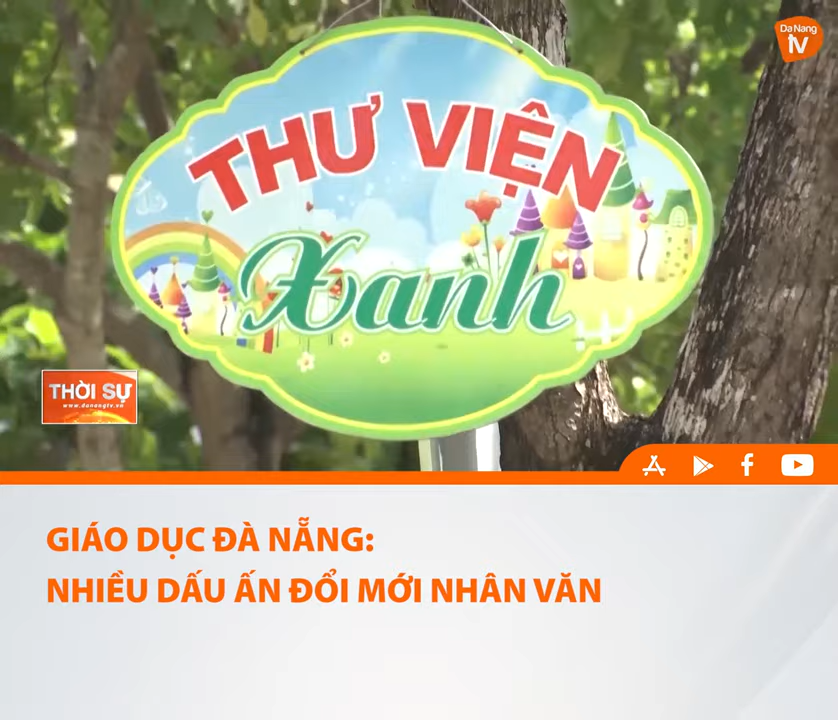 Da Nang
tv
THƯ VIỆN
Xanh
THỜI SỰ
www.danangtv.vn
GIÁO DỤC ĐÀ NẴNG:
NHIỀU DẤU ẤN ĐỔI MỚI NHÂN VĂN